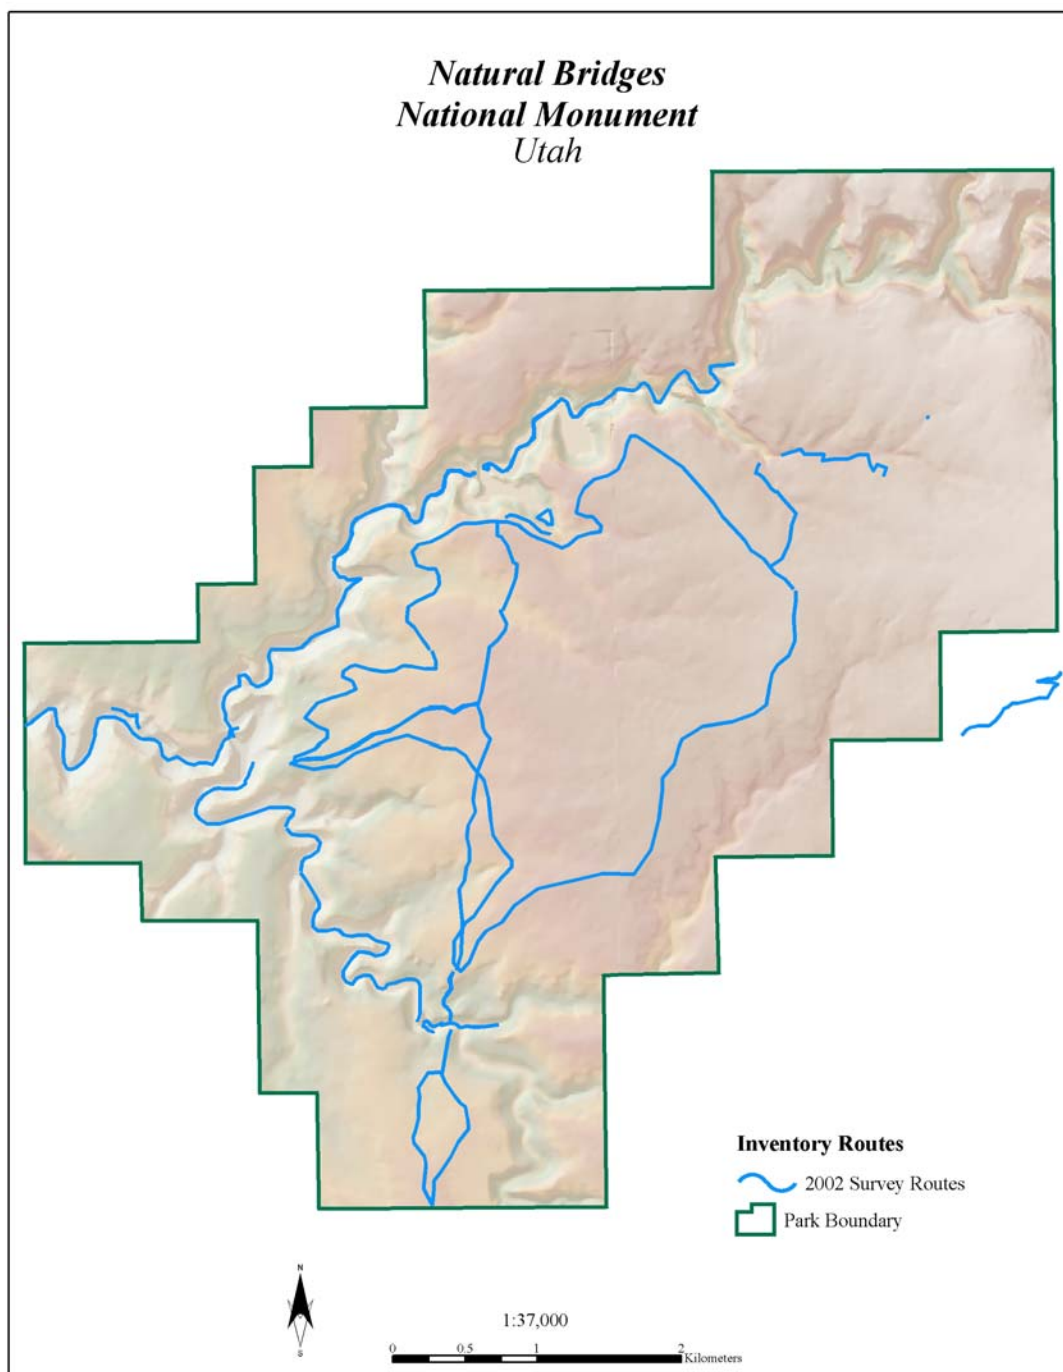 Natural Bridges
National Monument
Utah
Inventory Routes
2002 Survey Routes
Park Boundary
N
S
1:37,000
0 0.5 1 2
Kilometers